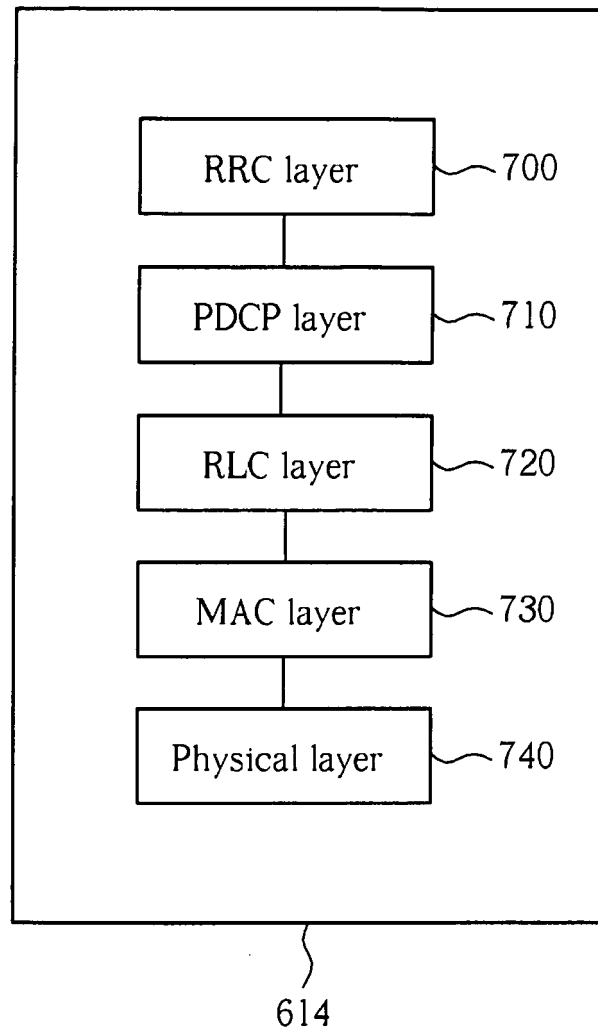 RRC layer 700
PDCP layer 710
RLC layer 720
MAC layer 730
Physical layer 740
614